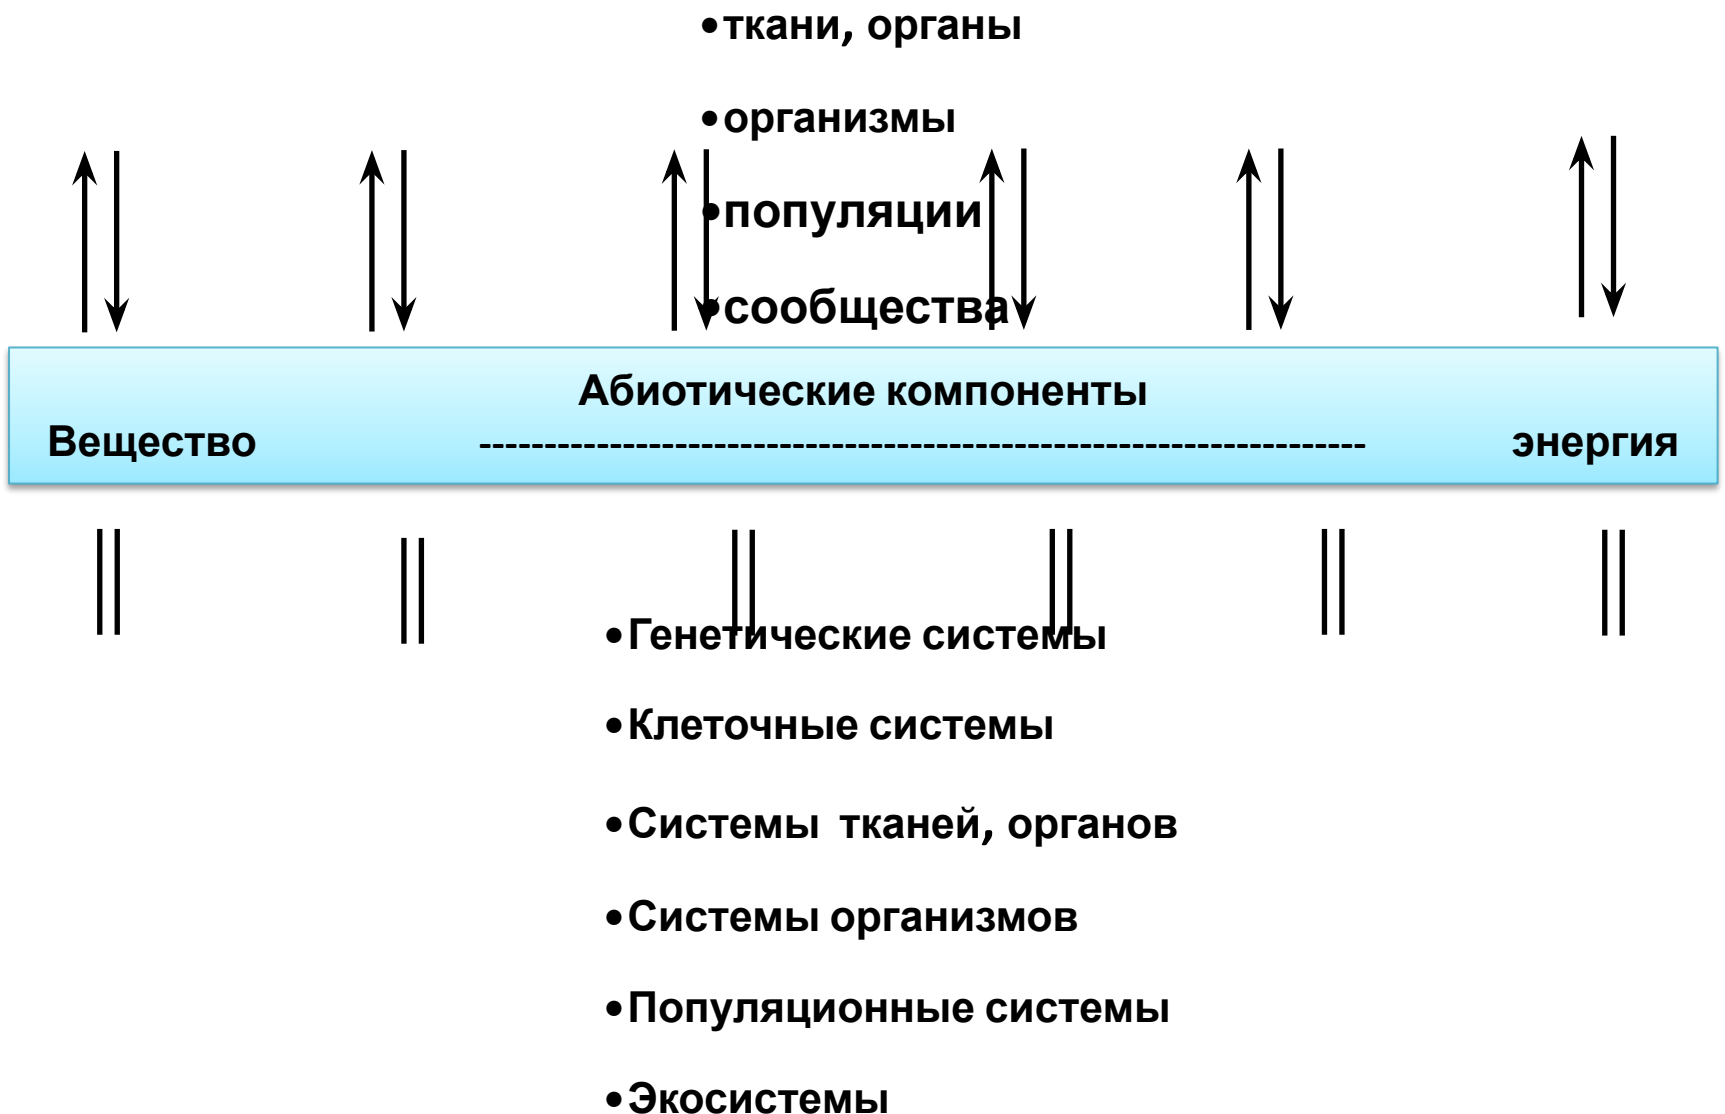 •ткани, органы
•организмы
•популяции
•сообщества
Абиотические компоненты
Вещество -------------------------------------------------------------------- энергия
•Генетические системы
•Клеточные системы
•Системы тканей, органов
•Системы организмов
•Популяционные системы
•Экосистемы